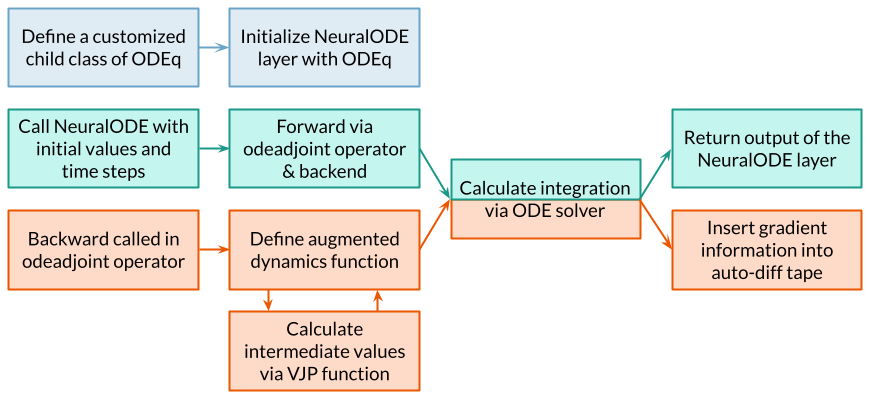 Define a customized
child class of ODEq
Initialize NeuralODE
layer with ODEq
Call NeuralODE with
initial values and
time steps
Forward via
odeadjoint operator
& backend
Calculate integration
via ODE solver
Return output of the
NeuralODE layer
Backward called in
odeadjoint operator
Define augmented
dynamics function
Insert gradient
information into
auto-diff tape
Calculate
intermediate values
via VJP function